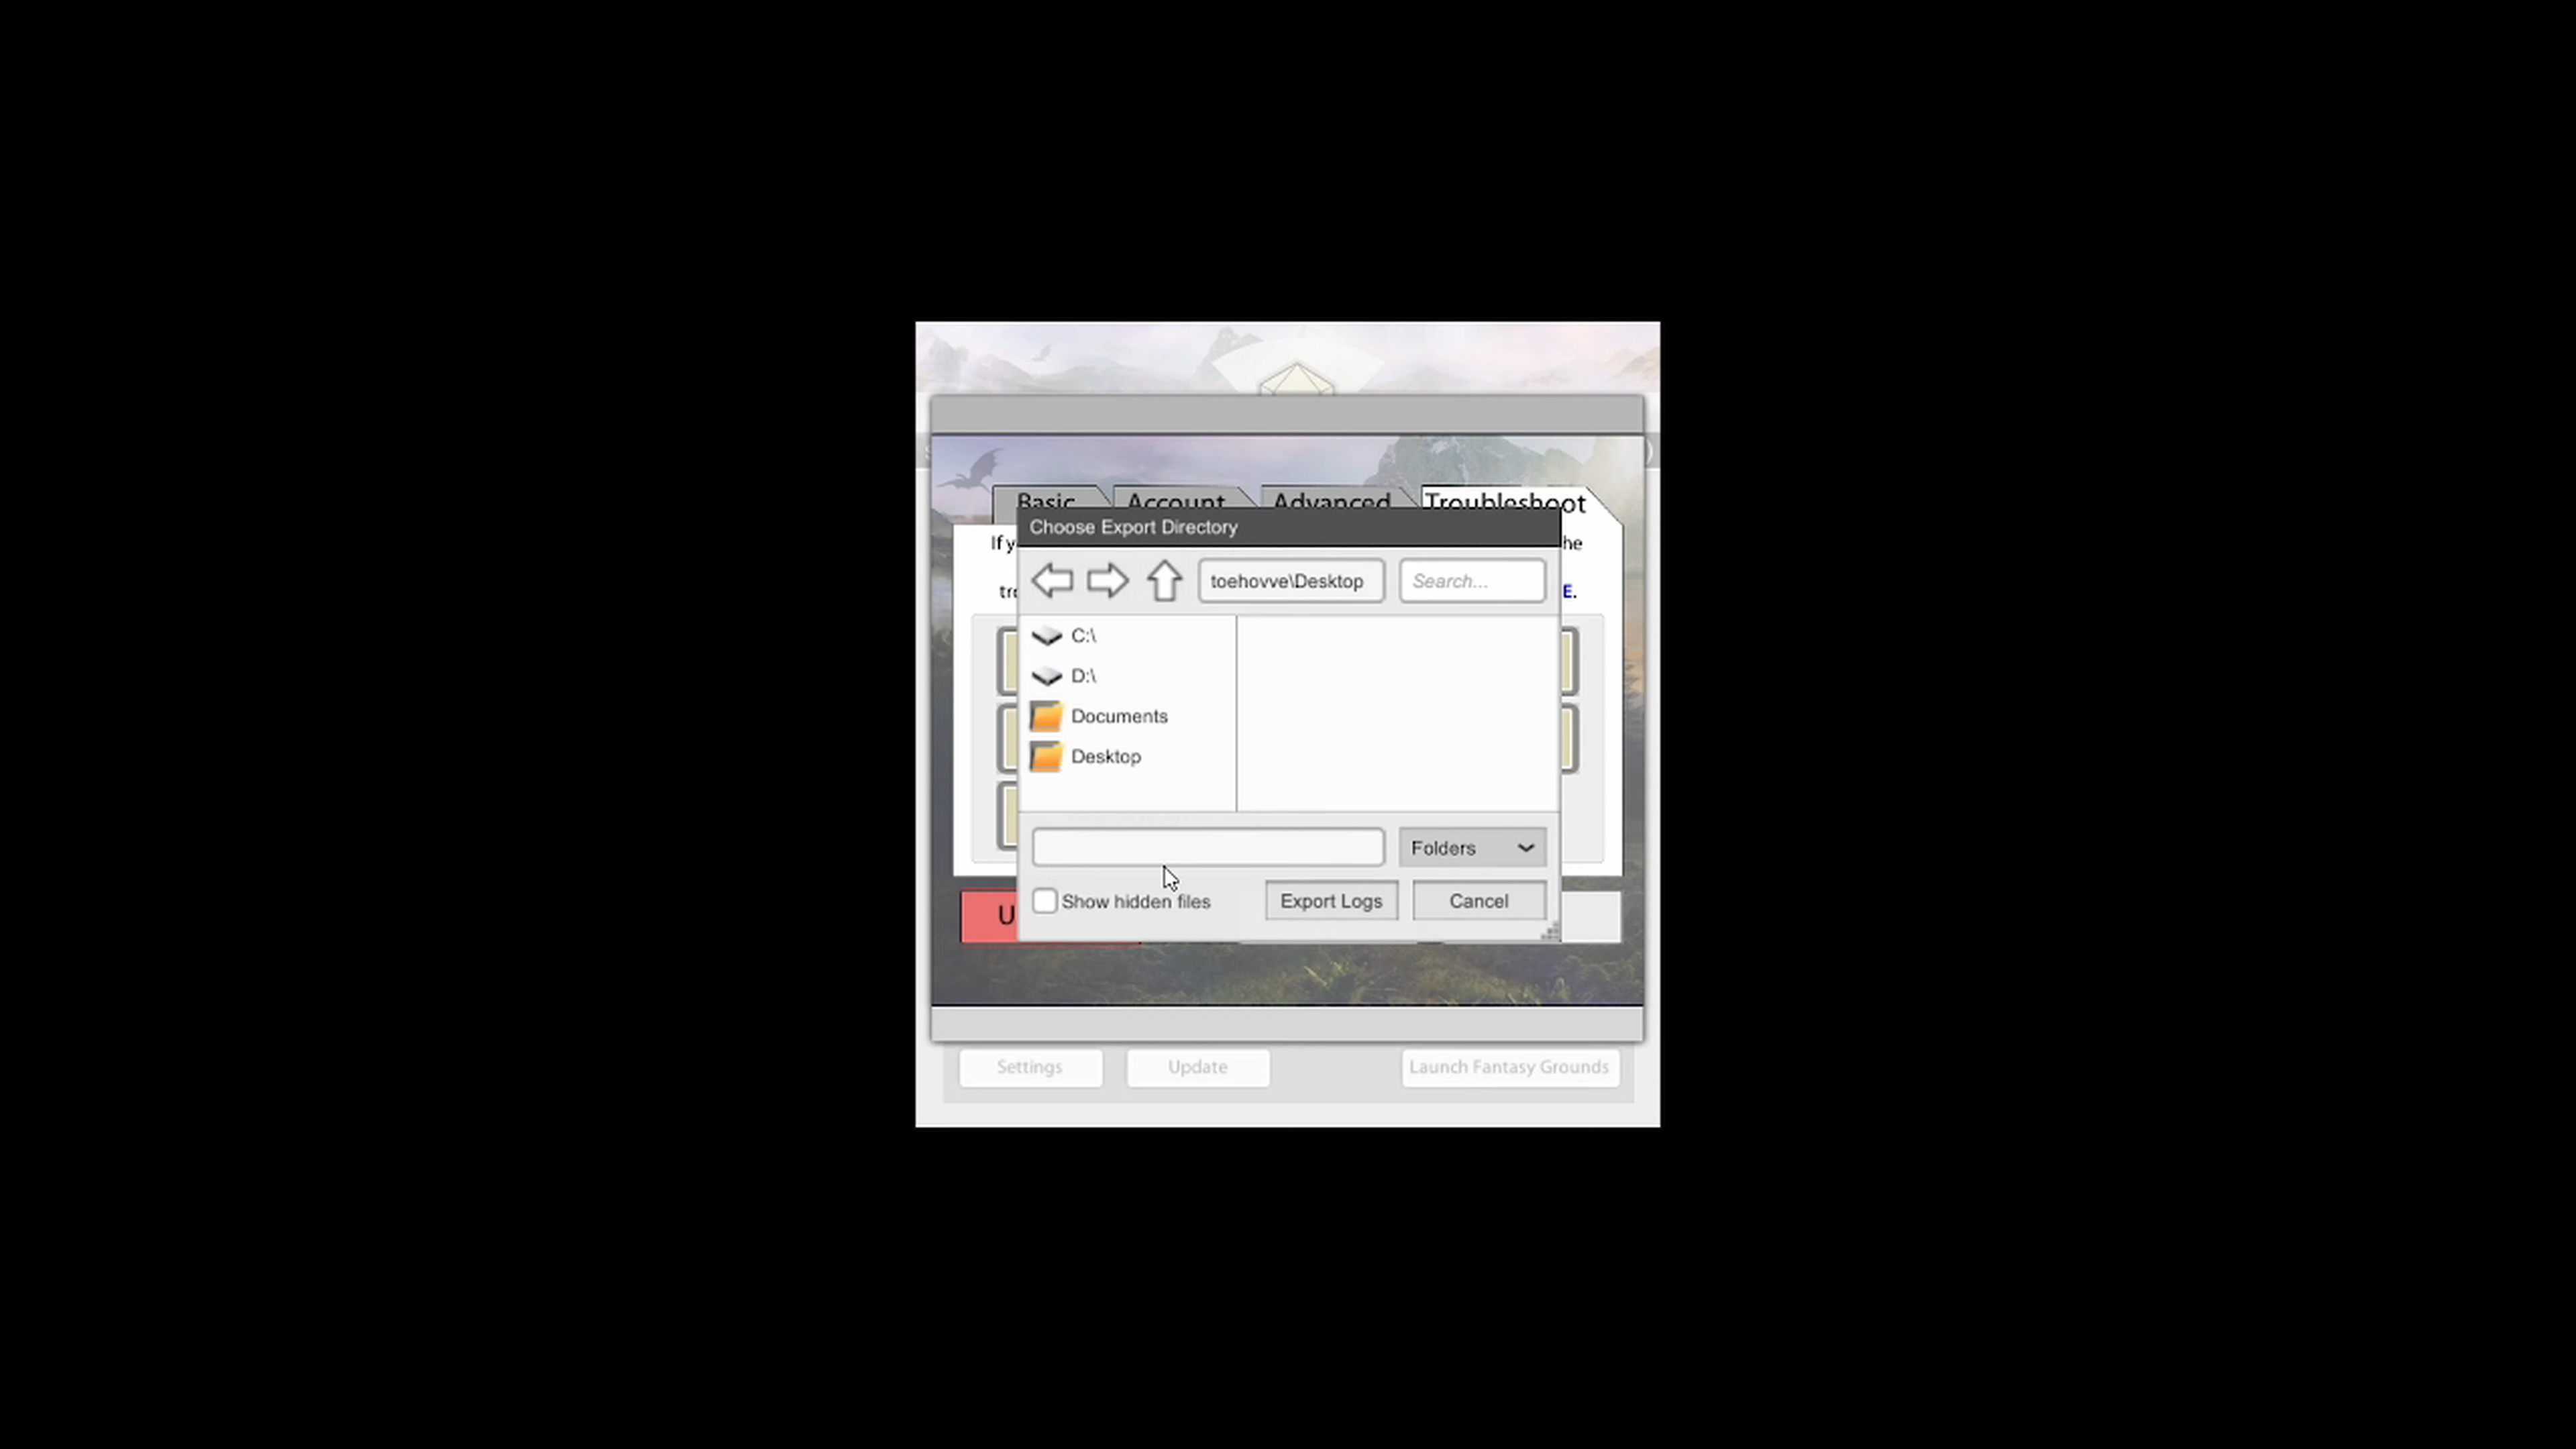 Basic Account Advanced Troubleshoot
Choose Export Directory
If y he
toehovve\Desktop Search...
tro E.
C:\
D:\
Documents
Desktop
Folders
Show hidden files Export Logs Cancel
U
Settings Update Launch Fantasy Grounds